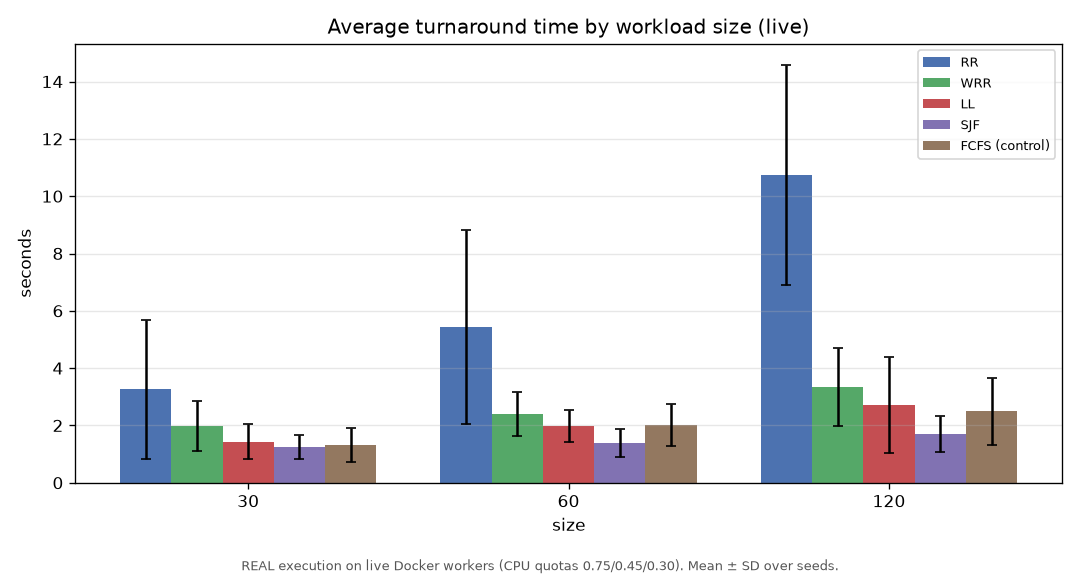 Average turnaround time by workload size (live)
seconds
14
12
10
8
6
4
2
0
RR
WRR
LL
SJF
FCFS (control)
30
60
120
size
REAL execution on live Docker workers (CPU quotas 0.75/0.45/0.30). Mean ± SD over seeds.